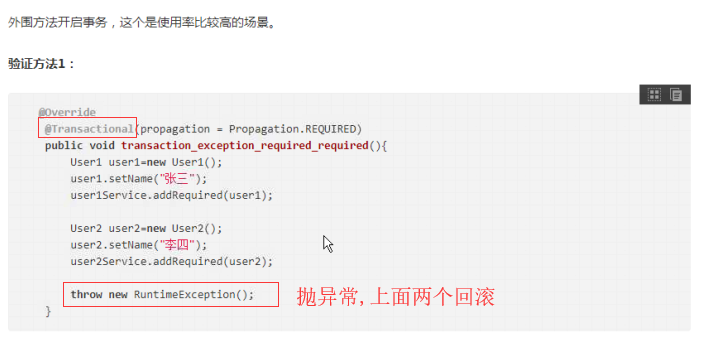 外围方法开启事务，这个是使用率比较高的场景。
验证方法1：
@Override
@Transactional(propagation = Propagation.REQUIRED)
public void transaction_exception_required_required(){
User1 user1=new User1();
user1.setName("张三");
user1Service.addRequired(user1);
User2 user2=new User2();
user2.setName("李四");
user2Service.addRequired(user2);
throw new RuntimeException();
抛异常,上面两个回滚
}